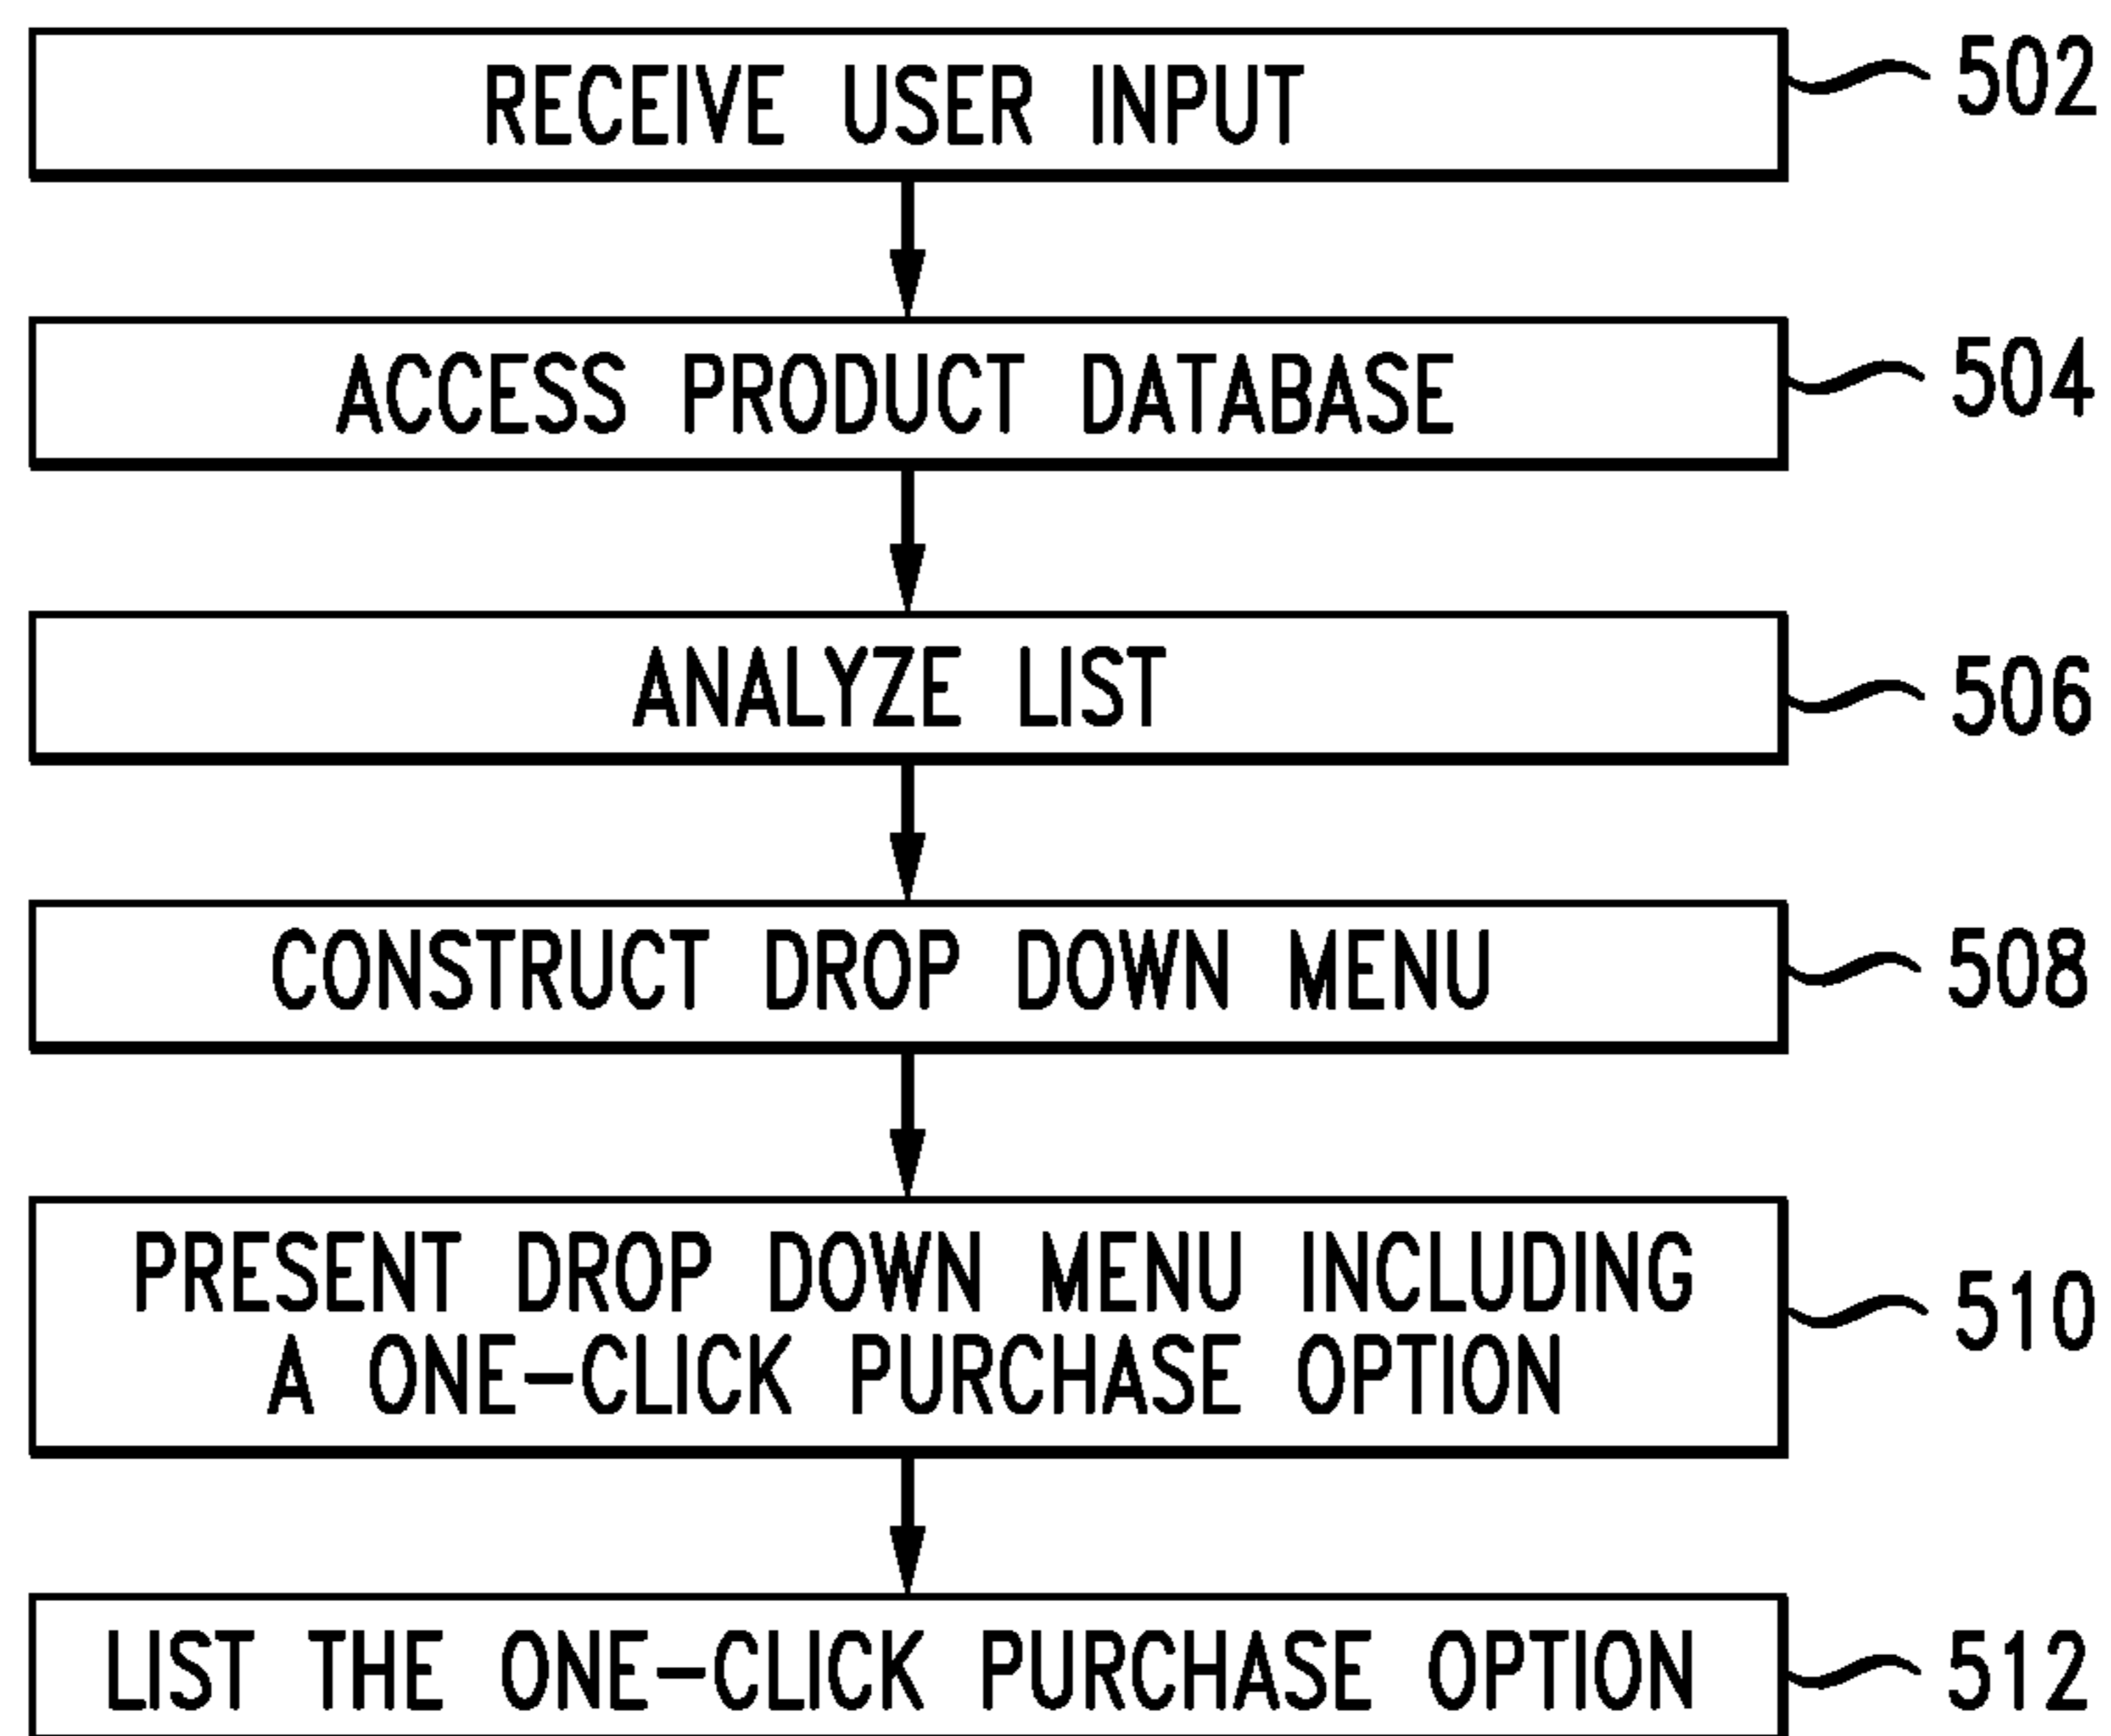 RECEIVE USER INPUT
502
ACCESS PRODUCT DATABASE
504
ANALYZE LIST
506
CONSTRUCT DROP DOWN MENU
508
PRESENT DROP DOWN MENU INCLUDING
A ONE-CLICK PURCHASE OPTION
510
LIST THE ONE-CLICK PURCHASE OPTION
512